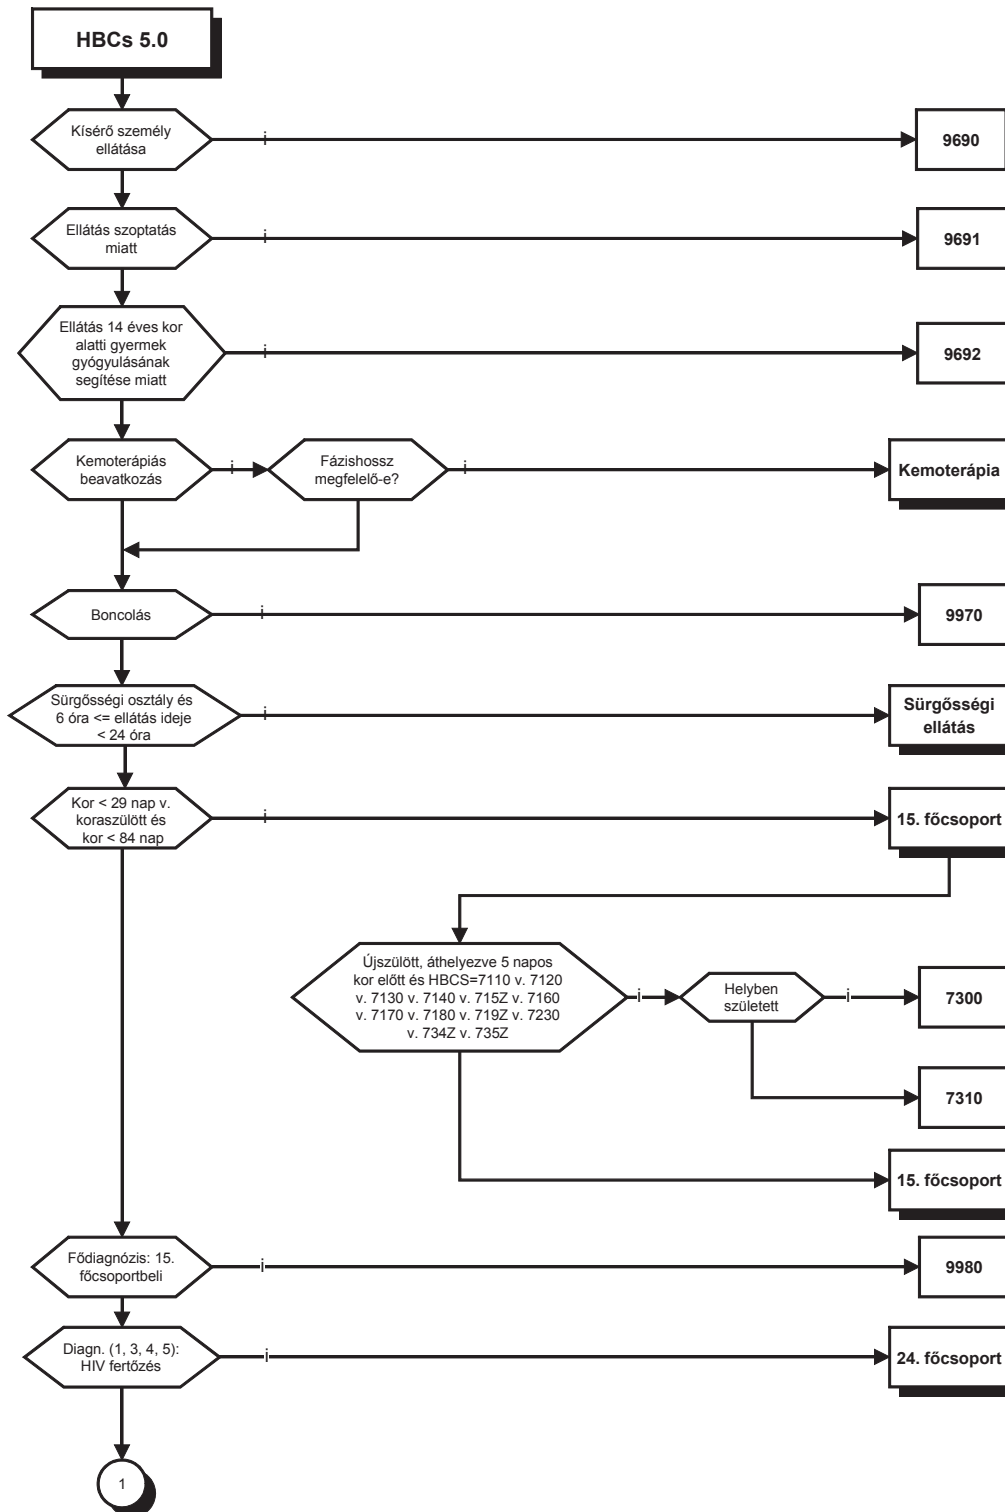 HBCs 5.0
Kísérő személy
ellátása
i
9690
Ellátás szoptatás
miatt
i
9691
Ellátás 14 éves kor
alatti gyermek
gyógyulásának
segítése miatt
i
9692
Kemoterápiás
beavatkozás
i
Fázishossz
megfelelő-e?
i
Kemoterápia
Boncolás
i
9970
Sürgősségi osztály és
6 óra <= ellátás ideje
< 24 óra
i
Sürgősségi
ellátás
Kor < 29 nap v.
koraszülött és
kor < 84 nap
i
15. főcsoport
Újszülött, áthelyezve 5 napos
kor előtt és HBCS=7110 v. 7120
v. 7130 v. 7140 v. 715Z v. 7160
v. 7170 v. 7180 v. 719Z v. 7230
v. 734Z v. 735Z
i
Helyben
született
i
7300
7310
15. főcsoport
Fődiagnózis: 15.
főcsoportbeli
i
9980
Diagn. (1, 3, 4, 5):
HIV fertőzés
i
24. főcsoport
1